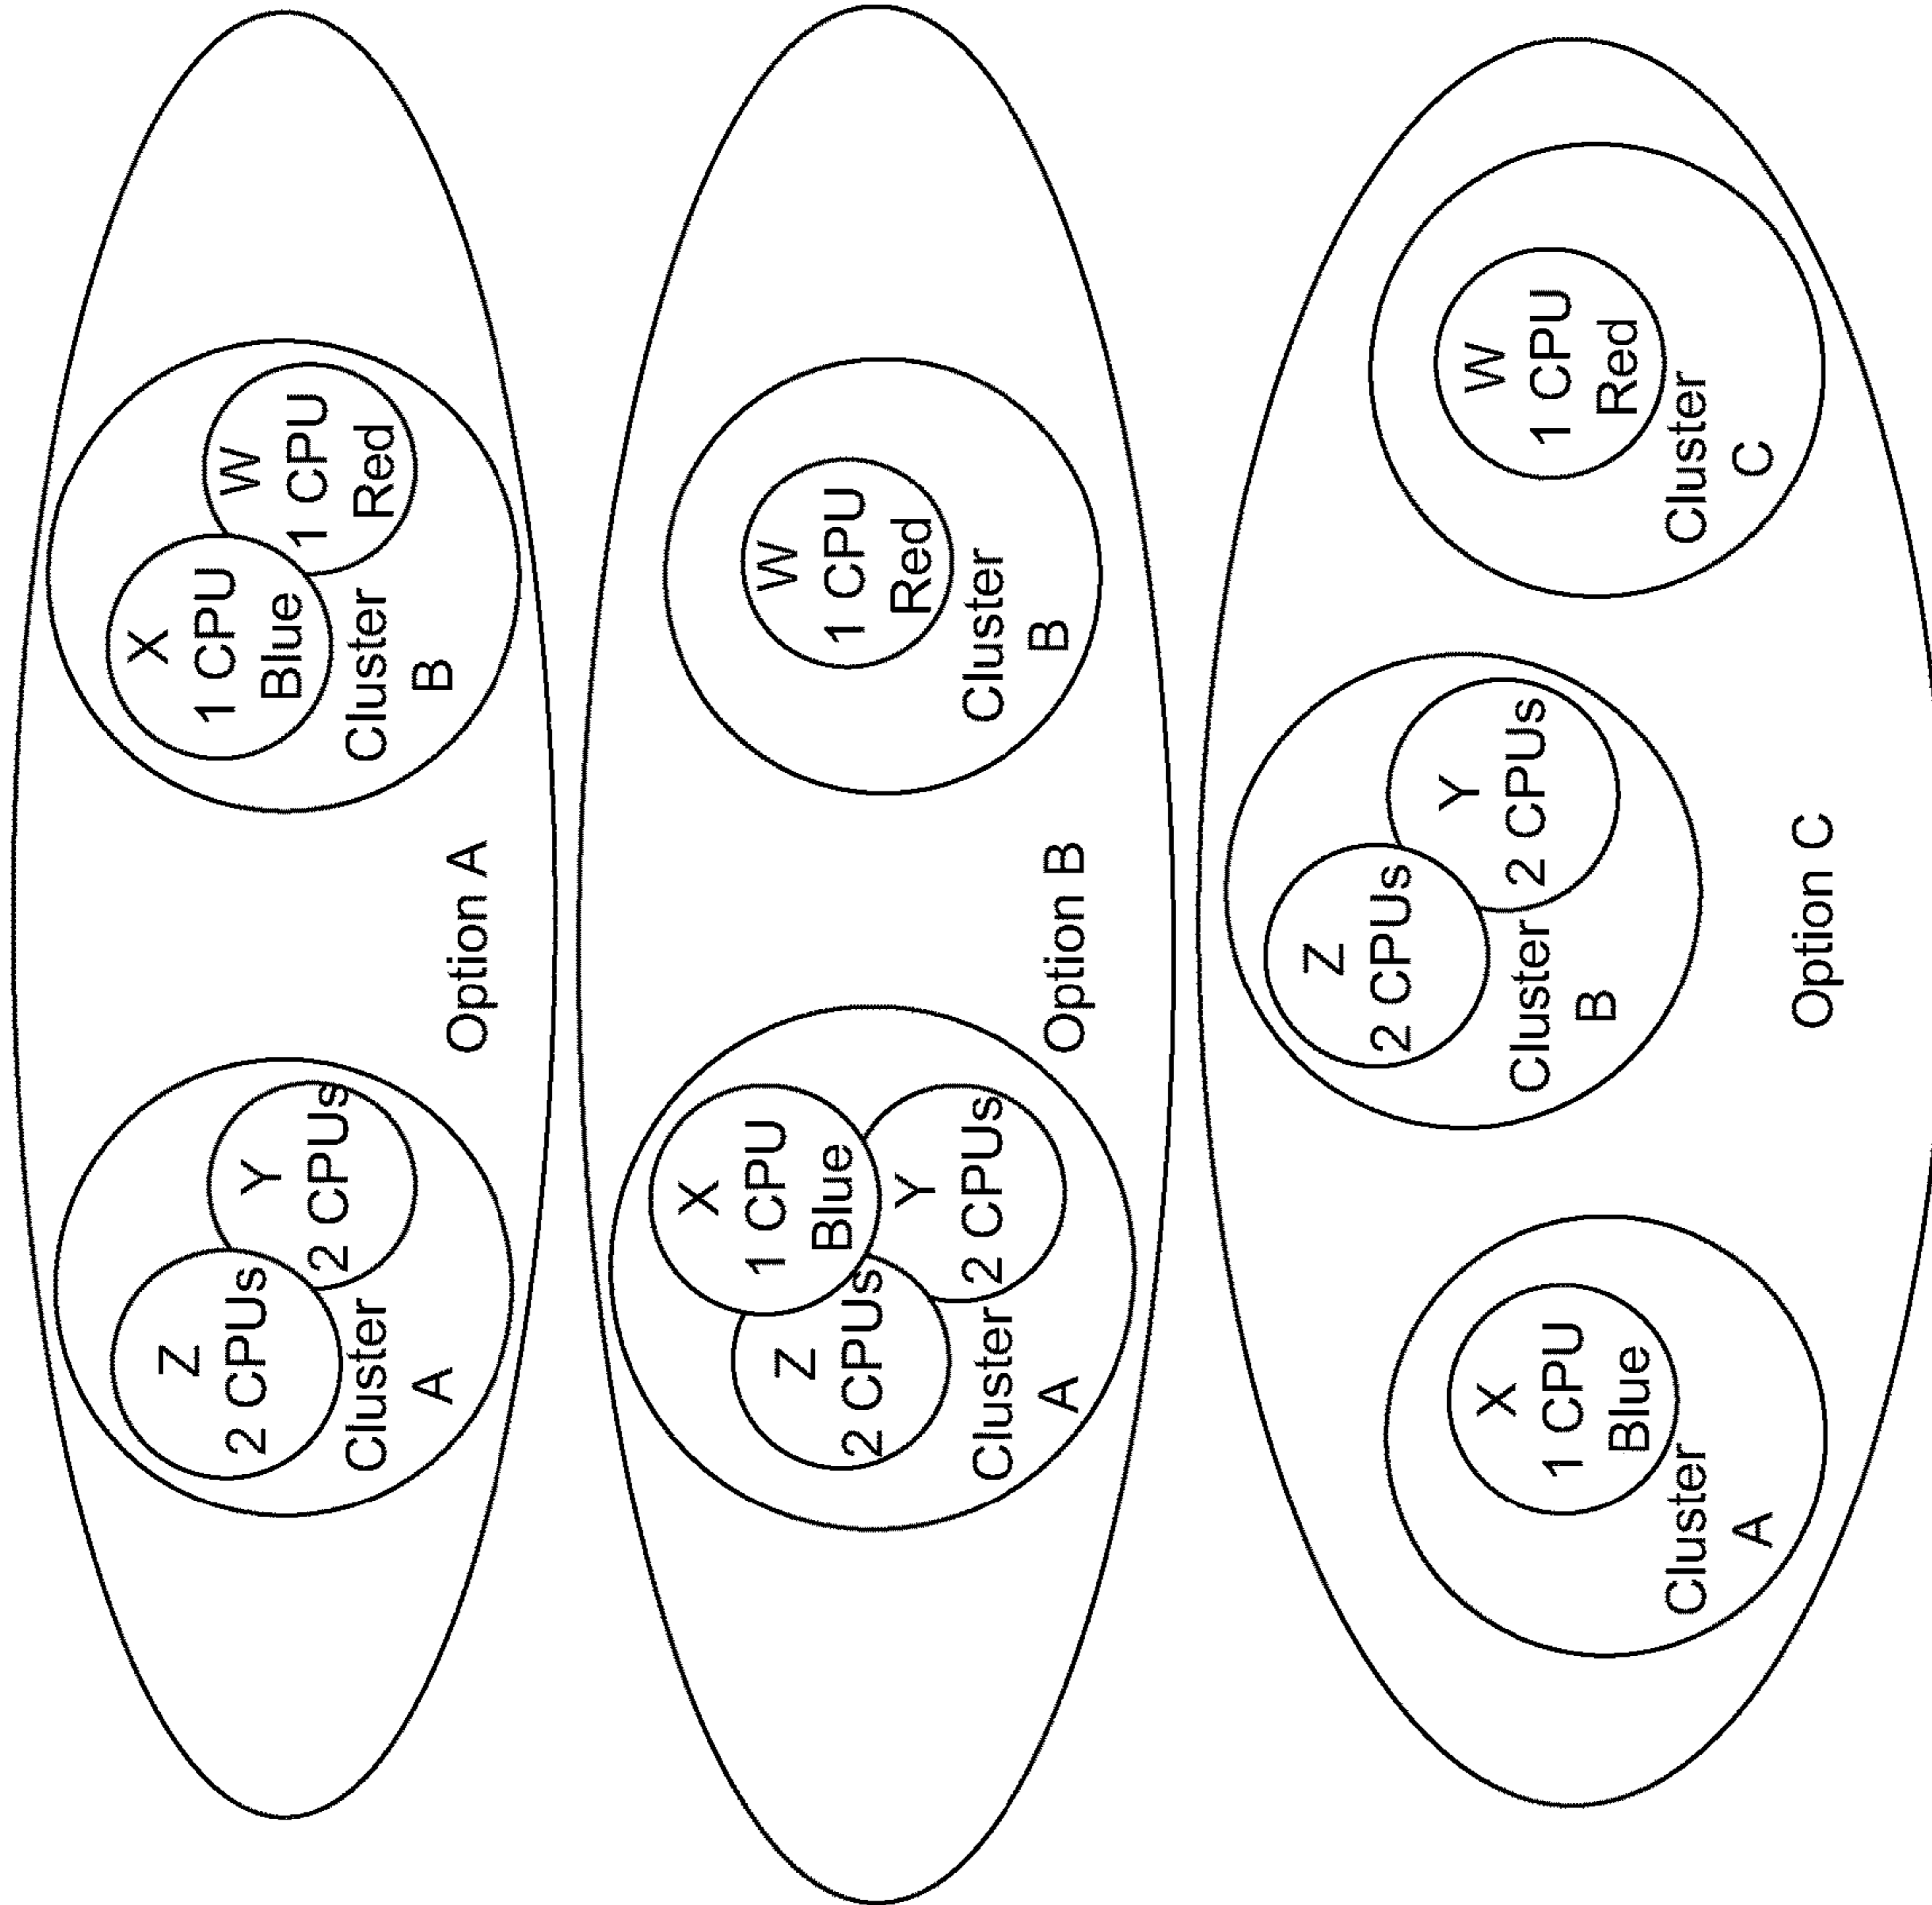 Z
2 CPUs
Y
2 CPUs
Cluster
A
X
1 CPU
Blue
W
1 CPU
Red
Cluster
B
Option A
X
1 CPU
Blue
Z
2 CPUs
Y
2 CPUs
Cluster
A
W
1 CPU
Red
Cluster
B
Option B
X
1 CPU
Blue
Cluster
A
Z
2 CPUs
Y
2 CPUs
Cluster
B
W
1 CPU
Red
Cluster
C
Option C